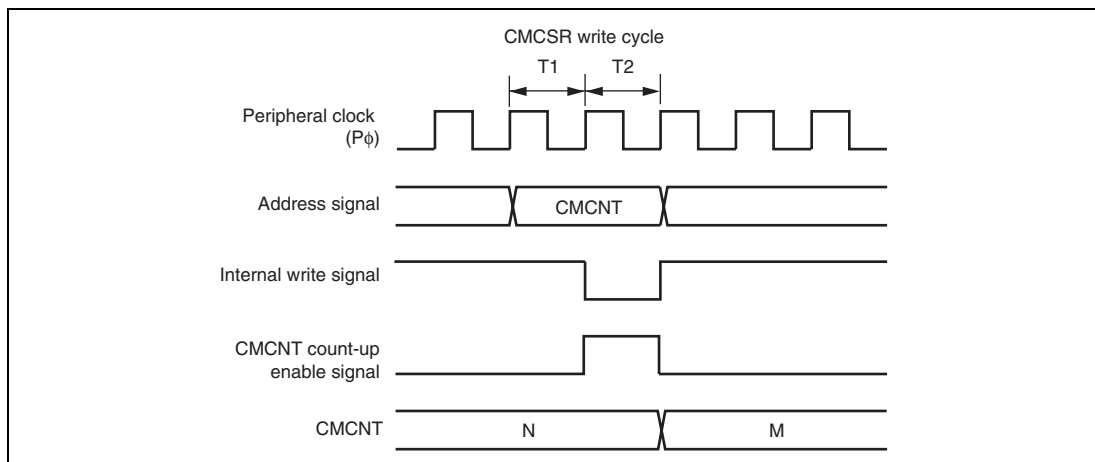 CMCSR write cycle
T1 T2
Peripheral clock
(Pϕ)
Address signal
CMCNT
Internal write signal
CMCNT count-up
enable signal
CMCNT
N M